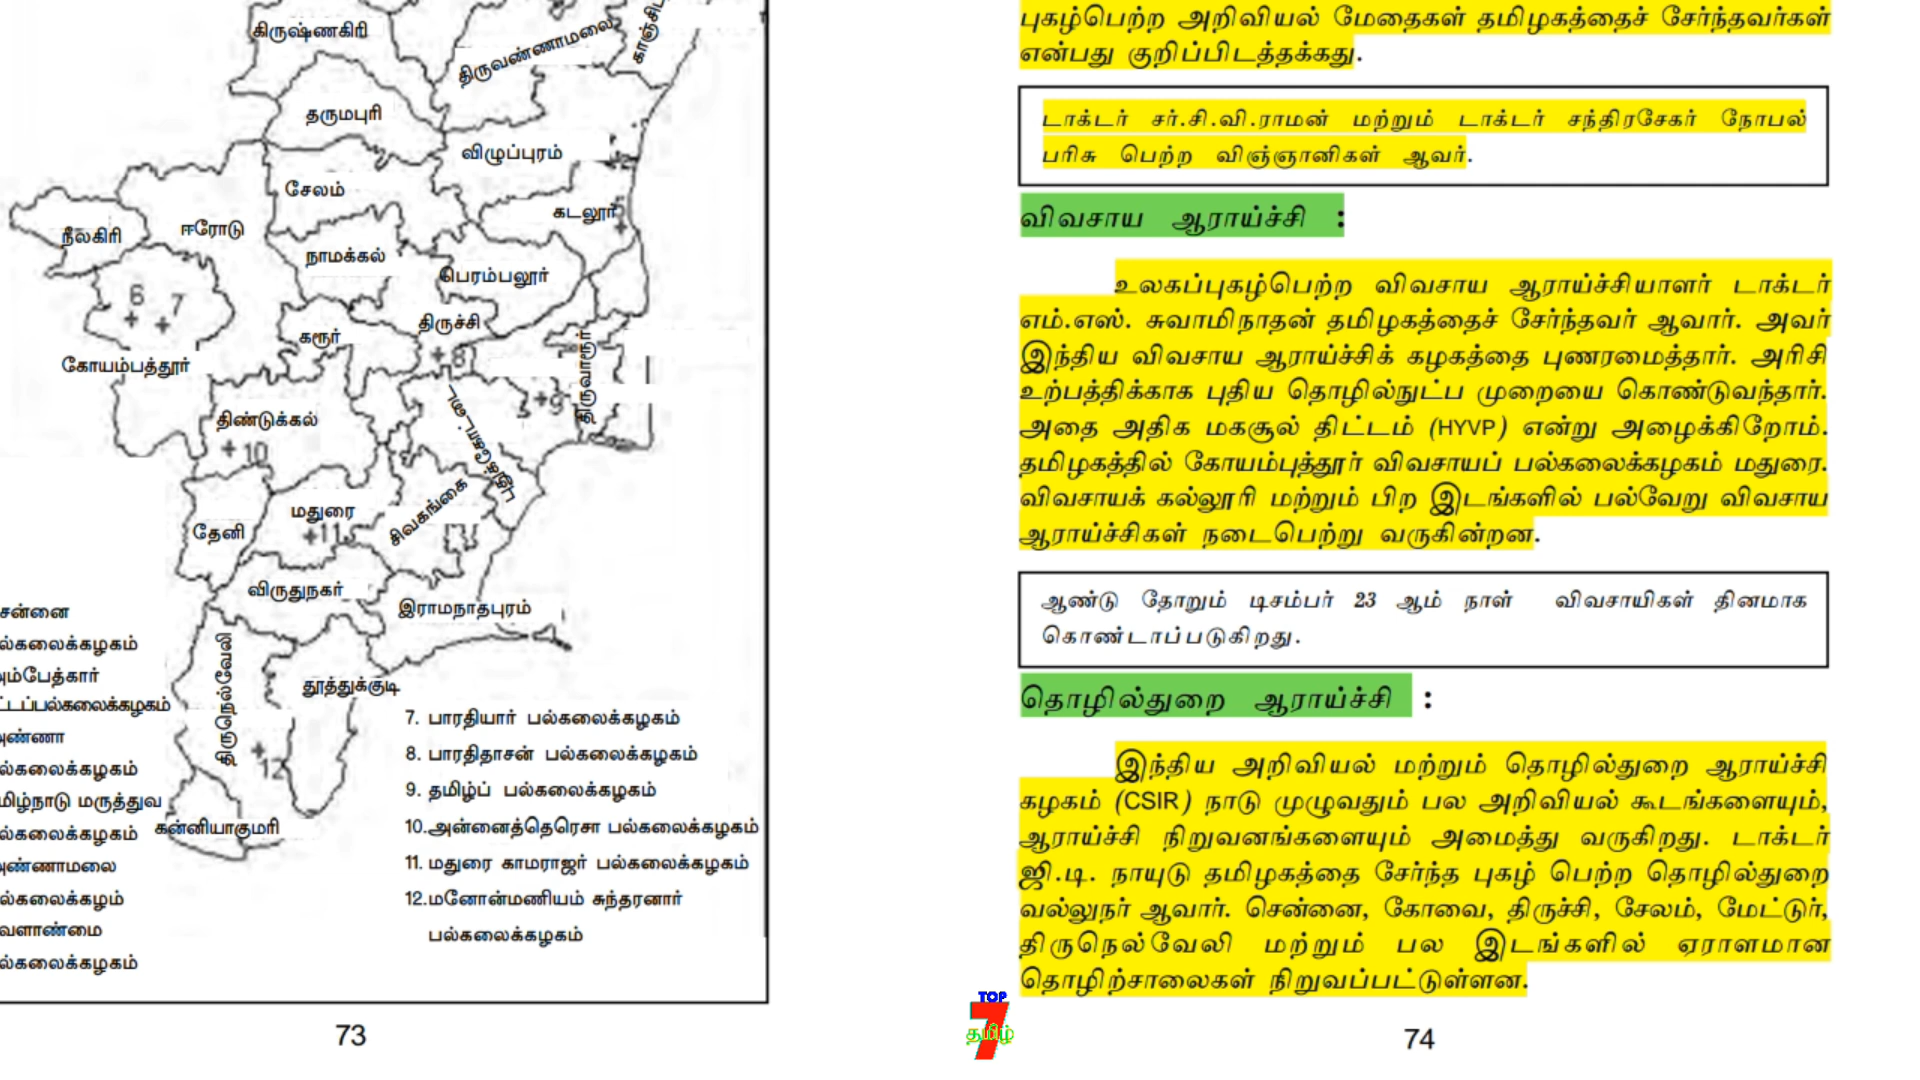 கிருஷ்ணகிரி
திருவண்ணாமலை
தருமபுரி
விழுப்புரம்
சேலம்
கடலூர்
5
நீலகிரி
ஈரோடு
நாமக்கல்
பெரம்பலூர்
6
7
திருச்சி
கரூர்
8
கோயம்பத்தூர்
திருவாரூர்
9
திண்டுக்கல்
10
புதுக்கோட்டை
மதுரை
சிவகங்கை
11
தேனி
விருதுநகர்
இராமநாதபுரம்
திருநெல்வேலி
தூத்துக்குடி
12
கன்னியாகுமரி
7. பாரதியார் பல்கலைக்கழகம்
8. பாரதிதாசன் பல்கலைக்கழகம்
9. தமிழ்ப் பல்கலைக்கழகம்
10.அன்னைத்தெரசா பல்கலைக்கழகம்
11. மதுரை காமராஜர் பல்கலைக்கழகம்
12.மனோன்மணியம் சுந்தரனார்
பல்கலைக்கழகம்
73
புகழ்பெற்ற அறிவியல் மேதைகள் தமிழகத்தைச் சேர்ந்தவர்கள்
என்பது குறிப்பிடத்தக்கது.
டாக்டர் சர்.சி.வி.ராமன் மற்றும் டாக்டர் சந்திரசேகர் நோபல்
பரிசு பெற்ற விஞ்ஞானிகள் ஆவர்.
விவசாய ஆராய்ச்சி :
உலகப்புகழ்பெற்ற விவசாய ஆராய்ச்சியாளர் டாக்டர்
எம்.எஸ். சுவாமிநாதன் தமிழகத்தைச் சேர்ந்தவர் ஆவார். அவர்
இந்திய விவசாய ஆராய்ச்சிக் கழகத்தை புணரமைத்தார். அரிசி
உற்பத்திக்காக புதிய தொழில்நுட்ப முறையை கொண்டுவந்தார்.
அதை அதிக மகசூல் திட்டம் (HYVP) என்று அழைக்கிறோம்.
தமிழகத்தில் கோயம்புத்தூர் விவசாயப் பல்கலைக்கழகம் மதுரை.
விவசாயக் கல்லூரி மற்றும் பிற இடங்களில் பல்வேறு விவசாய
ஆராய்ச்சிகள் நடைபெற்று வருகின்றன.
ஆண்டு தோறும் டிசம்பர் 23 ஆம் நாள் விவசாயிகள் தினமாக
கொண்டாப்படுகிறது.
தொழில்துறை ஆராய்ச்சி :
இந்திய அறிவியல் மற்றும் தொழில்துறை ஆராய்ச்சி
கழகம் (CSIR) நாடு முழுவதும் பல அறிவியல் கூடங்களையும்,
ஆராய்ச்சி நிறுவனங்களையும் அமைத்து வருகிறது. டாக்டர்
ஜி.டி. நாயுடு தமிழகத்தை சேர்ந்த புகழ் பெற்ற தொழில்துறை
வல்லுநர் ஆவார். சென்னை, கோவை, திருச்சி, சேலம், மேட்டுர்,
திருநெல்வேலி மற்றும் பல இடங்களில் ஏராளமான
தொழிற்சாலைகள் நிறுவப்பட்டுள்ளன.
TOP
7
தமிழ்
74